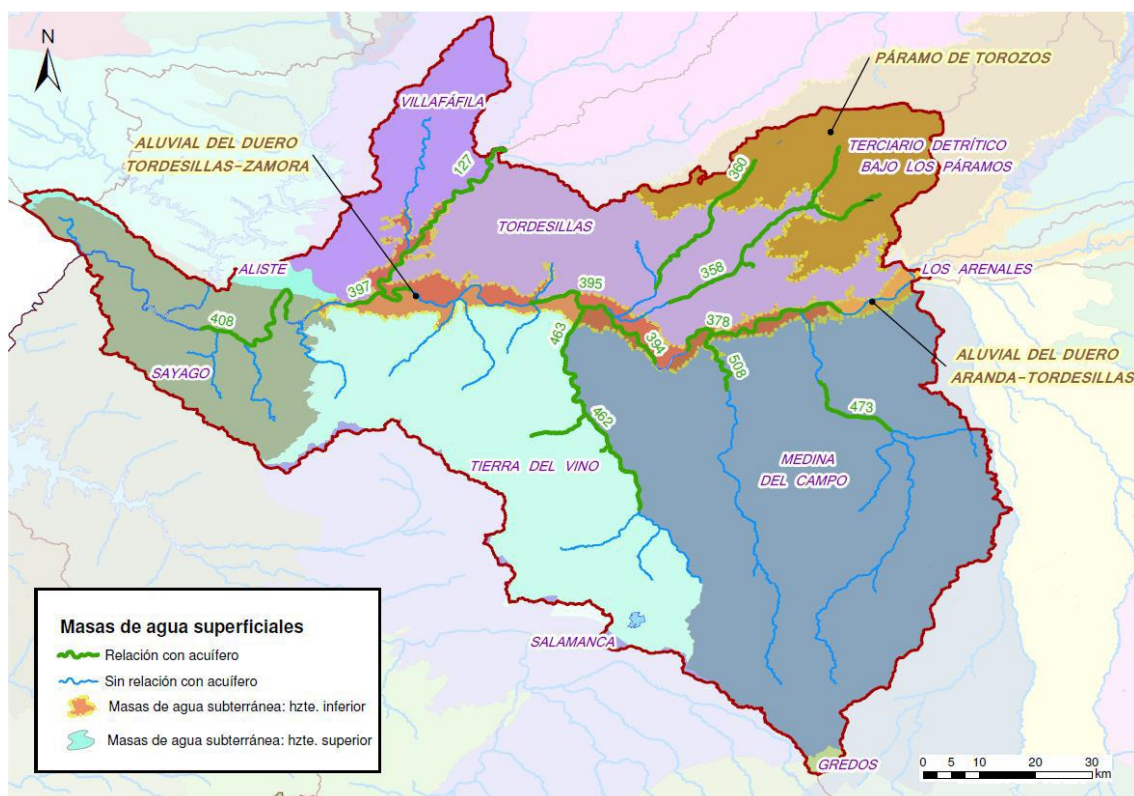 N
PÁRAMO DE TOROZOS
VILLAFÁFILA
ALUVIAL DEL DUERO
TORDESILLAS-ZAMORA
TERCIARIO DETRÍTICO
BAJO LOS PÁRAMOS
127
360
TORDESILLAS
ALISTE
LOS ARENALES
358
397
395
408
463
394
378
508
SAYAGO
ALUVIAL DEL DUERO
ARANDA-TORDESILLAS
473
462
TIERRA DEL VINO
MEDINA
DEL CAMPO
Masas de agua superficiales
Relación con acuífero
Sin relación con acuífero
Masas de agua subterránea: hzte. inferior
Masas de agua subterránea: hzte. superior
SALAMANCA
GREDOS
0 5 10 20 30
km